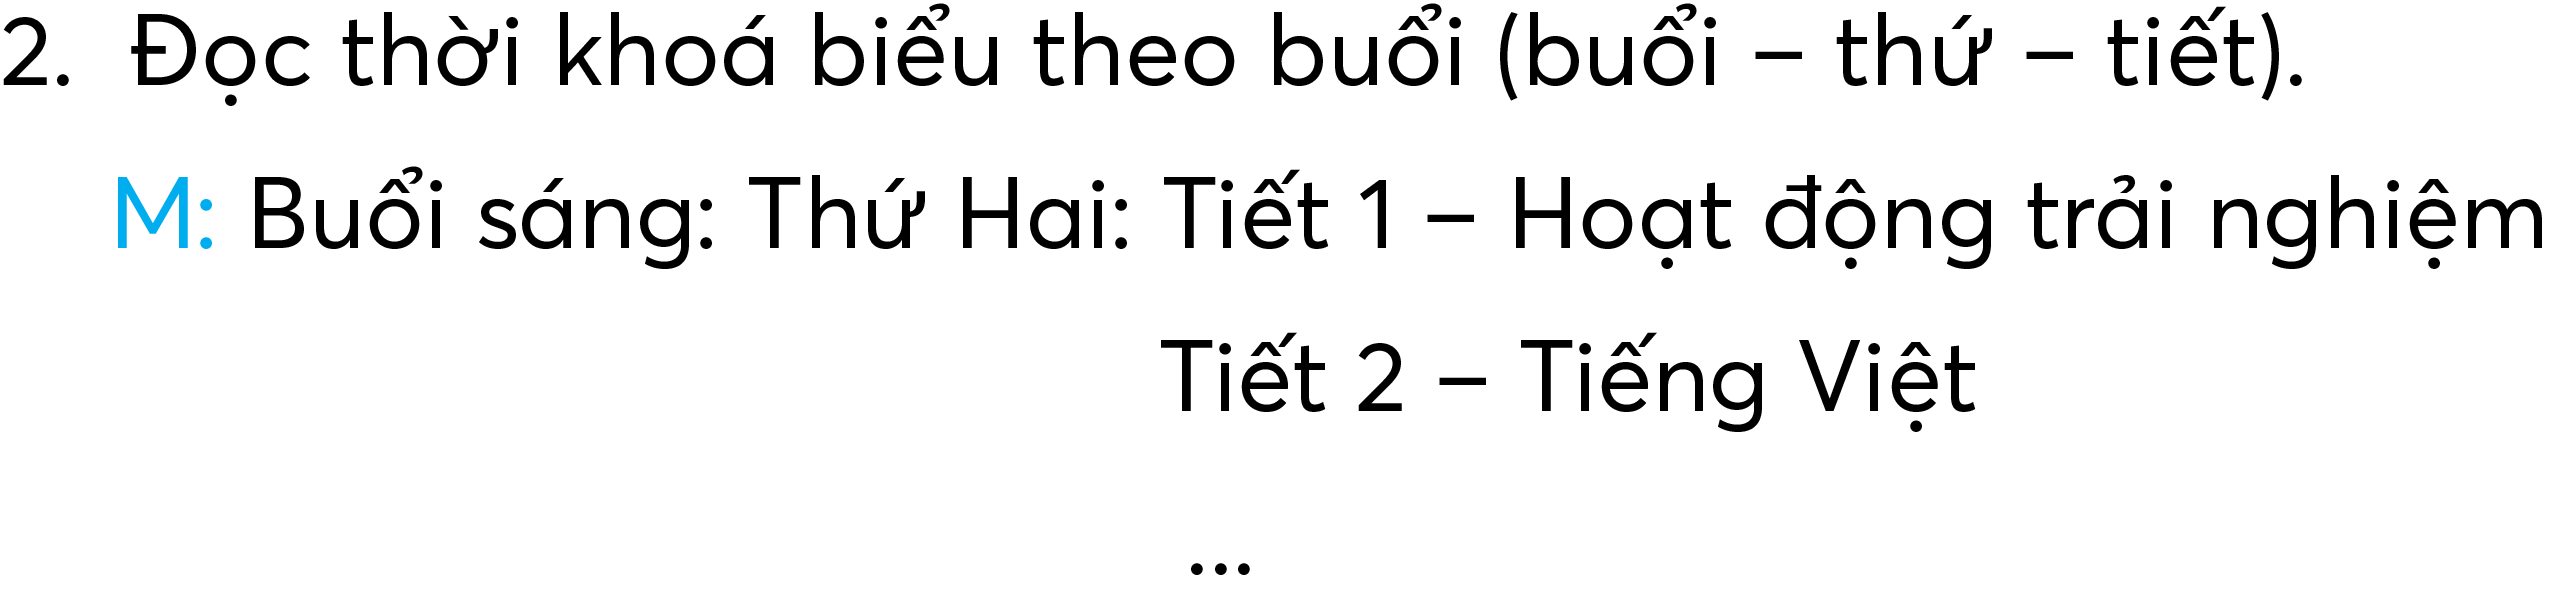 2. Đọc thời khoá biểu theo buổi (buổi – thứ – tiết).
M: Buổi sáng: Thứ Hai: Tiết 1 – Hoạt động trải nghiệm
Tiết 2 – Tiếng Việt
...